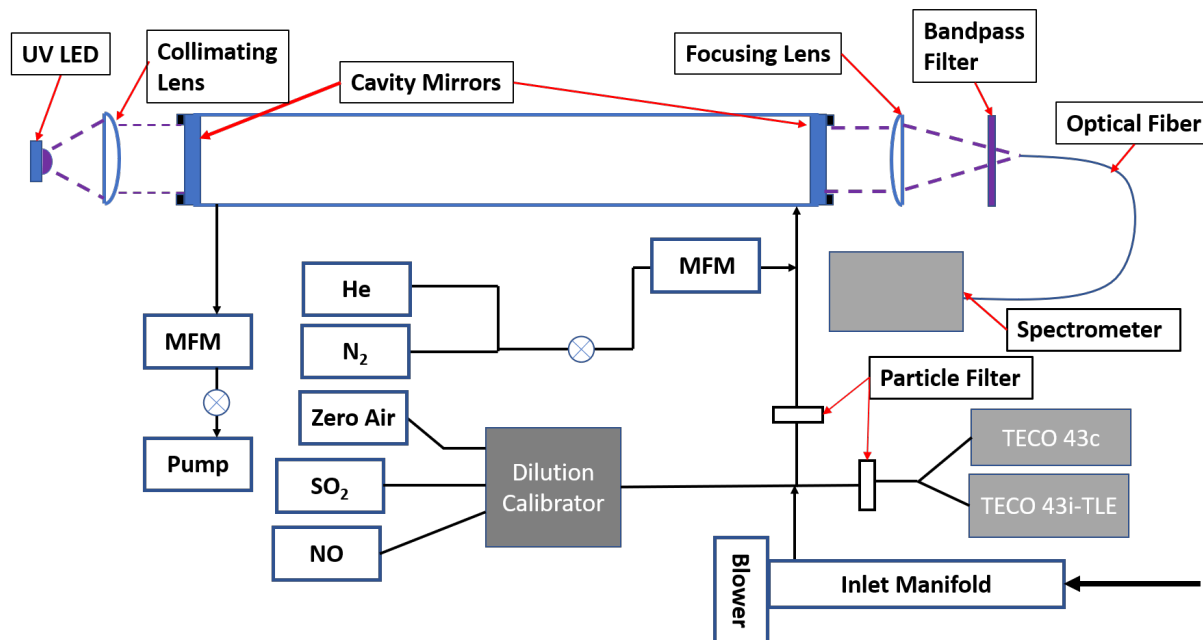 UV LED
Collimating
Lens
Cavity Mirrors
Focusing Lens
Bandpass
Filter
Optical Fiber
MFM
He
N₂
MFM
Spectrometer
Particle Filter
Zero Air
Pump
SO₂
NO
Dilution
Calibrator
TECO 43c
TECO 43i-TLE
Blower
Inlet Manifold